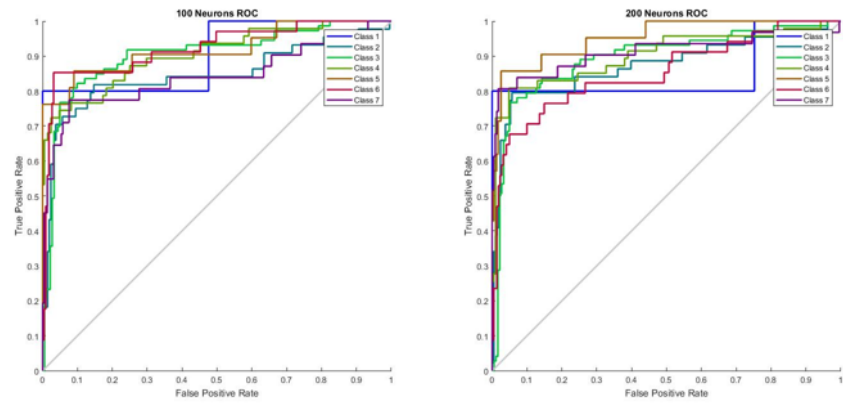 100 Neurons ROC
True Positive Rate
1
0.9
0.8
0.7
0.6
0.5
0.4
0.3
0.2
0.1
0
Class 1
Class 2
Class 3
Class 4
Class 5
Class 6
Class 7
0 0.1 0.2 0.3 0.4 0.5 0.6 0.7 0.8 0.9 1
False Positive Rate
200 Neurons ROC
True Positive Rate
1
0.9
0.8
0.7
0.6
0.5
0.4
0.3
0.2
0.1
0
Class 1
Class 2
Class 3
Class 4
Class 5
Class 6
Class 7
0 0.1 0.2 0.3 0.4 0.5 0.6 0.7 0.8 0.9 1
False Positive Rate